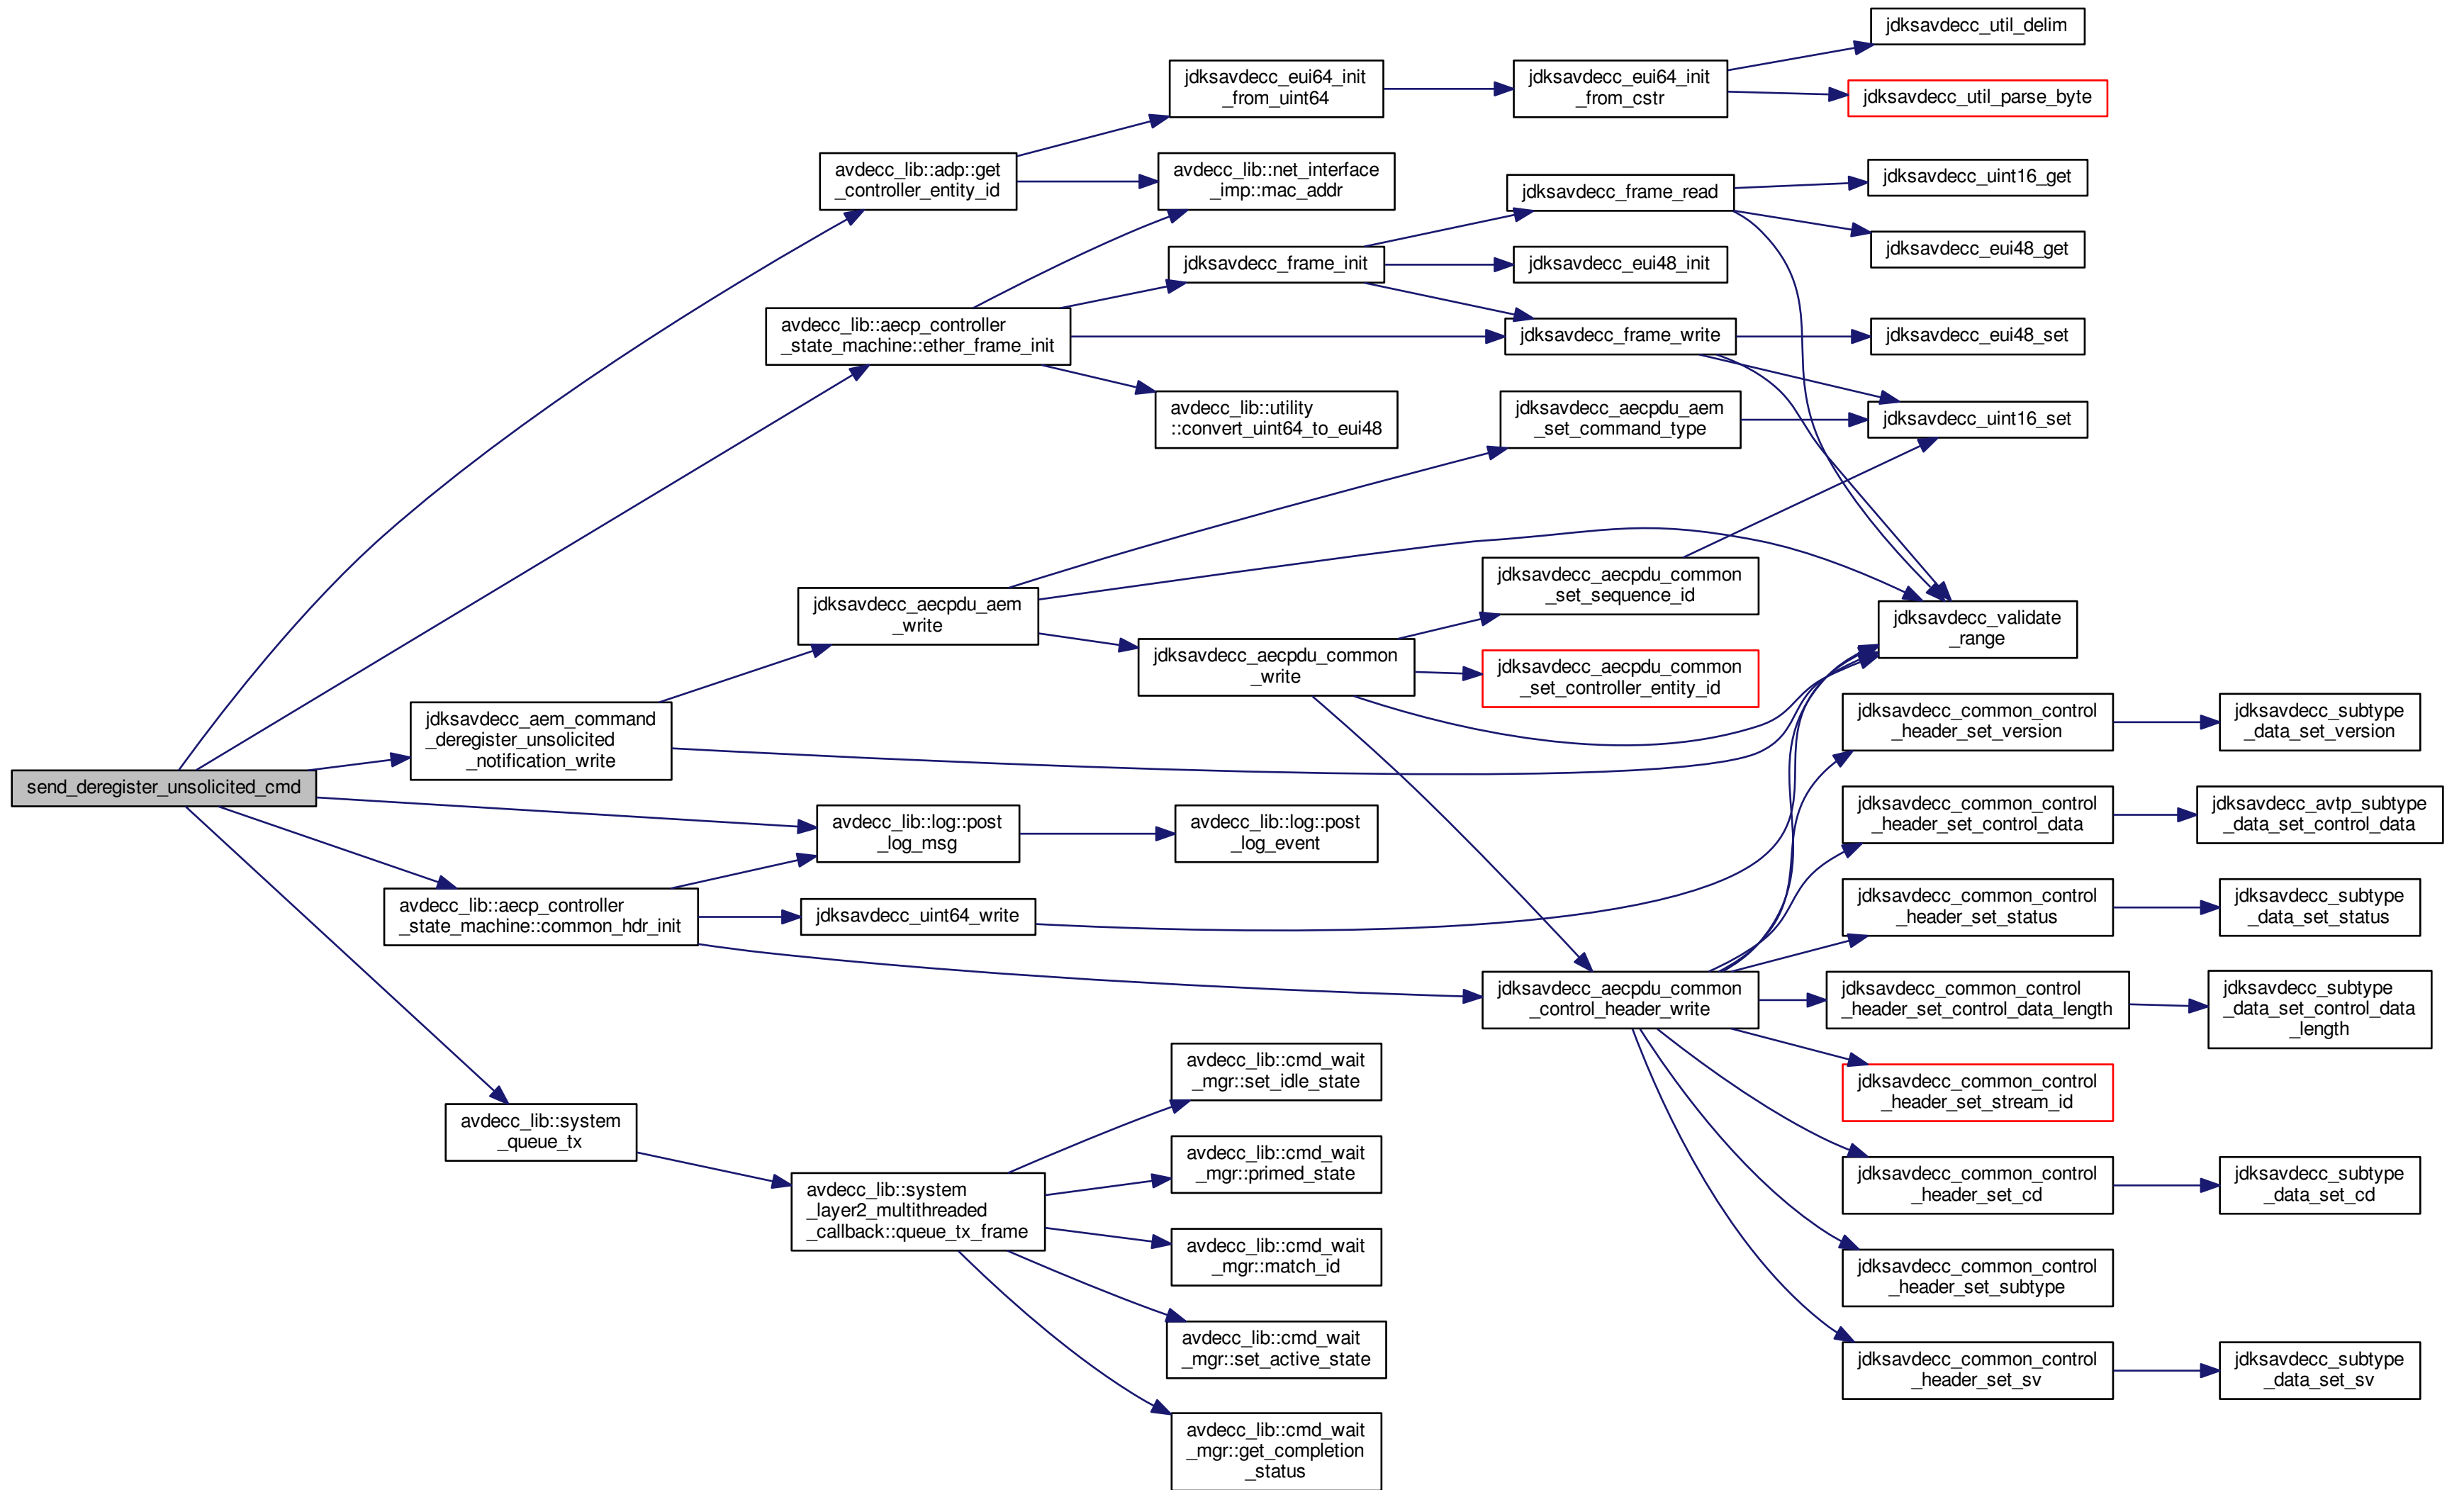 send_deregister_unsolicited_cmd
avdecc_lib::adp::get
_controller_entity_id
jdksavdecc_eui64_init
_from_uint64
jdksavdecc_eui64_init
_from_cstr
jdksavdecc_util_delim
jdksavdecc_util_parse_byte
avdecc_lib::net_interface
_imp::mac_addr
avdecc_lib::aecp_controller
_state_machine::ether_frame_init
jdksavdecc_frame_init
jdksavdecc_frame_read
jdksavdecc_uint16_get
jdksavdecc_eui48_get
jdksavdecc_eui48_init
jdksavdecc_frame_write
jdksavdecc_eui48_set
jdksavdecc_uint16_set
avdecc_lib::utility
::convert_uint64_to_eui48
jdksavdecc_aecpdu_aem
_set_command_type
jdksavdecc_aem_command
_deregister_unsolicited
_notification_write
jdksavdecc_aecpdu_aem
_write
jdksavdecc_aecpdu_common
_write
jdksavdecc_aecpdu_common
_set_sequence_id
jdksavdecc_aecpdu_common
_set_controller_entity_id
jdksavdecc_validate
_range
avdecc_lib::log::post
_log_msg
avdecc_lib::log::post
_log_event
avdecc_lib::aecp_controller
_state_machine::common_hdr_init
jdksavdecc_uint64_write
jdksavdecc_aecpdu_common
_control_header_write
jdksavdecc_common_control
_header_set_version
jdksavdecc_subtype
_data_set_version
jdksavdecc_common_control
_header_set_control_data
jdksavdecc_avtp_subtype
_data_set_control_data
jdksavdecc_common_control
_header_set_status
jdksavdecc_subtype
_data_set_status
jdksavdecc_common_control
_header_set_control_data_length
jdksavdecc_subtype
_data_set_control_data
_length
jdksavdecc_common_control
_header_set_stream_id
jdksavdecc_common_control
_header_set_cd
jdksavdecc_subtype
_data_set_cd
jdksavdecc_common_control
_header_set_subtype
jdksavdecc_common_control
_header_set_sv
jdksavdecc_subtype
_data_set_sv
avdecc_lib::system
_queue_tx
avdecc_lib::system
_layer2_multithreaded
_callback::queue_tx_frame
avdecc_lib::cmd_wait
_mgr::set_idle_state
avdecc_lib::cmd_wait
_mgr::primed_state
avdecc_lib::cmd_wait
_mgr::match_id
avdecc_lib::cmd_wait
_mgr::set_active_state
avdecc_lib::cmd_wait
_mgr::get_completion
_status